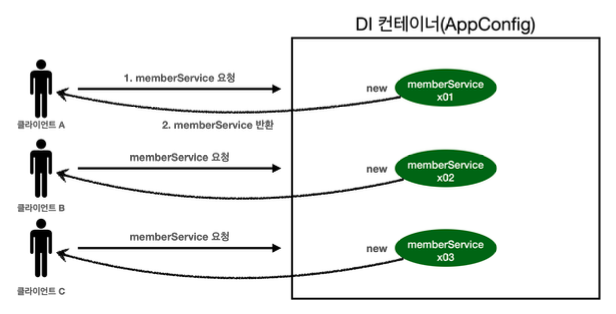 DI 컨테이너(AppConfig)
1. memberService 요청
new
memberService
x01
클라이언트 A
2. memberService 반환
memberService 요청
new
memberService
x02
클라이언트 B
memberService 요청
new
memberService
x03
클라이언트 C